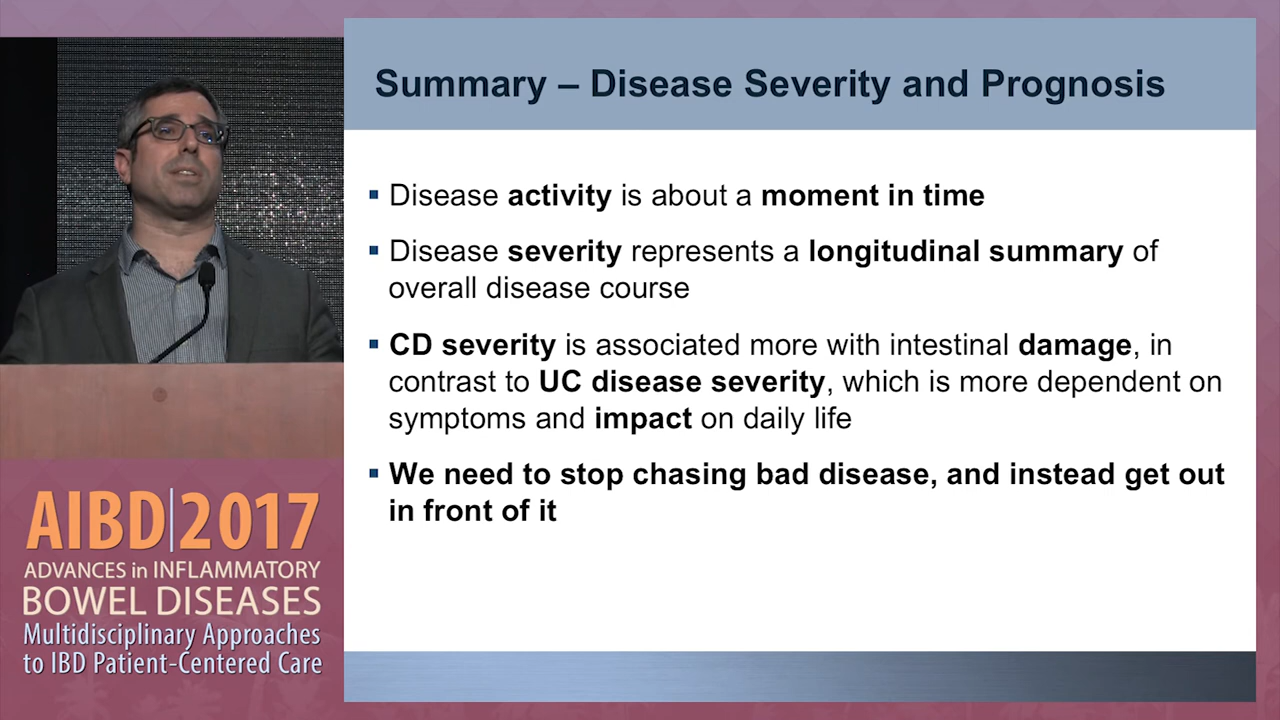 Summary – Disease Severity and Prognosis
▪ Disease activity is about a moment in time
▪ Disease severity represents a longitudinal summary of
overall disease course
▪ CD severity is associated more with intestinal damage, in
contrast to UC disease severity, which is more dependent on
symptoms and impact on daily life
▪ We need to stop chasing bad disease, and instead get out
in front of it
AIBD|2017
ADVANCES in INFLAMMATORY
BOWEL DISEASES
Multidisciplinary Approaches
to IBD Patient-Centered Care